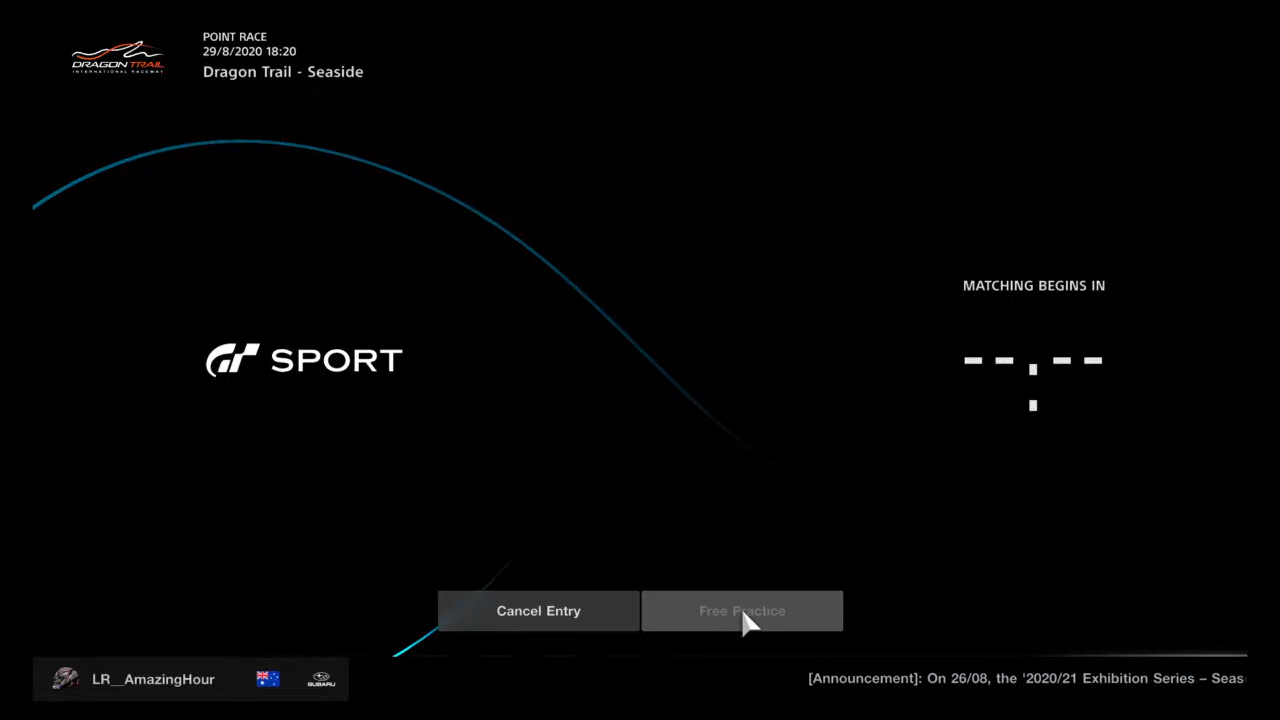 DRAGON TRAIL
INTERNATIONAL RACEWAY
POINT RACE
29/8/2020 18:20
Dragon Trail - Seaside
GT SPORT
MATCHING BEGINS IN
--:--
Cancel Entry
Free Practice
LR__AmazingHour
SUBARU
[Announcement]: On 26/08, the '2020/21 Exhibition Series – Seas